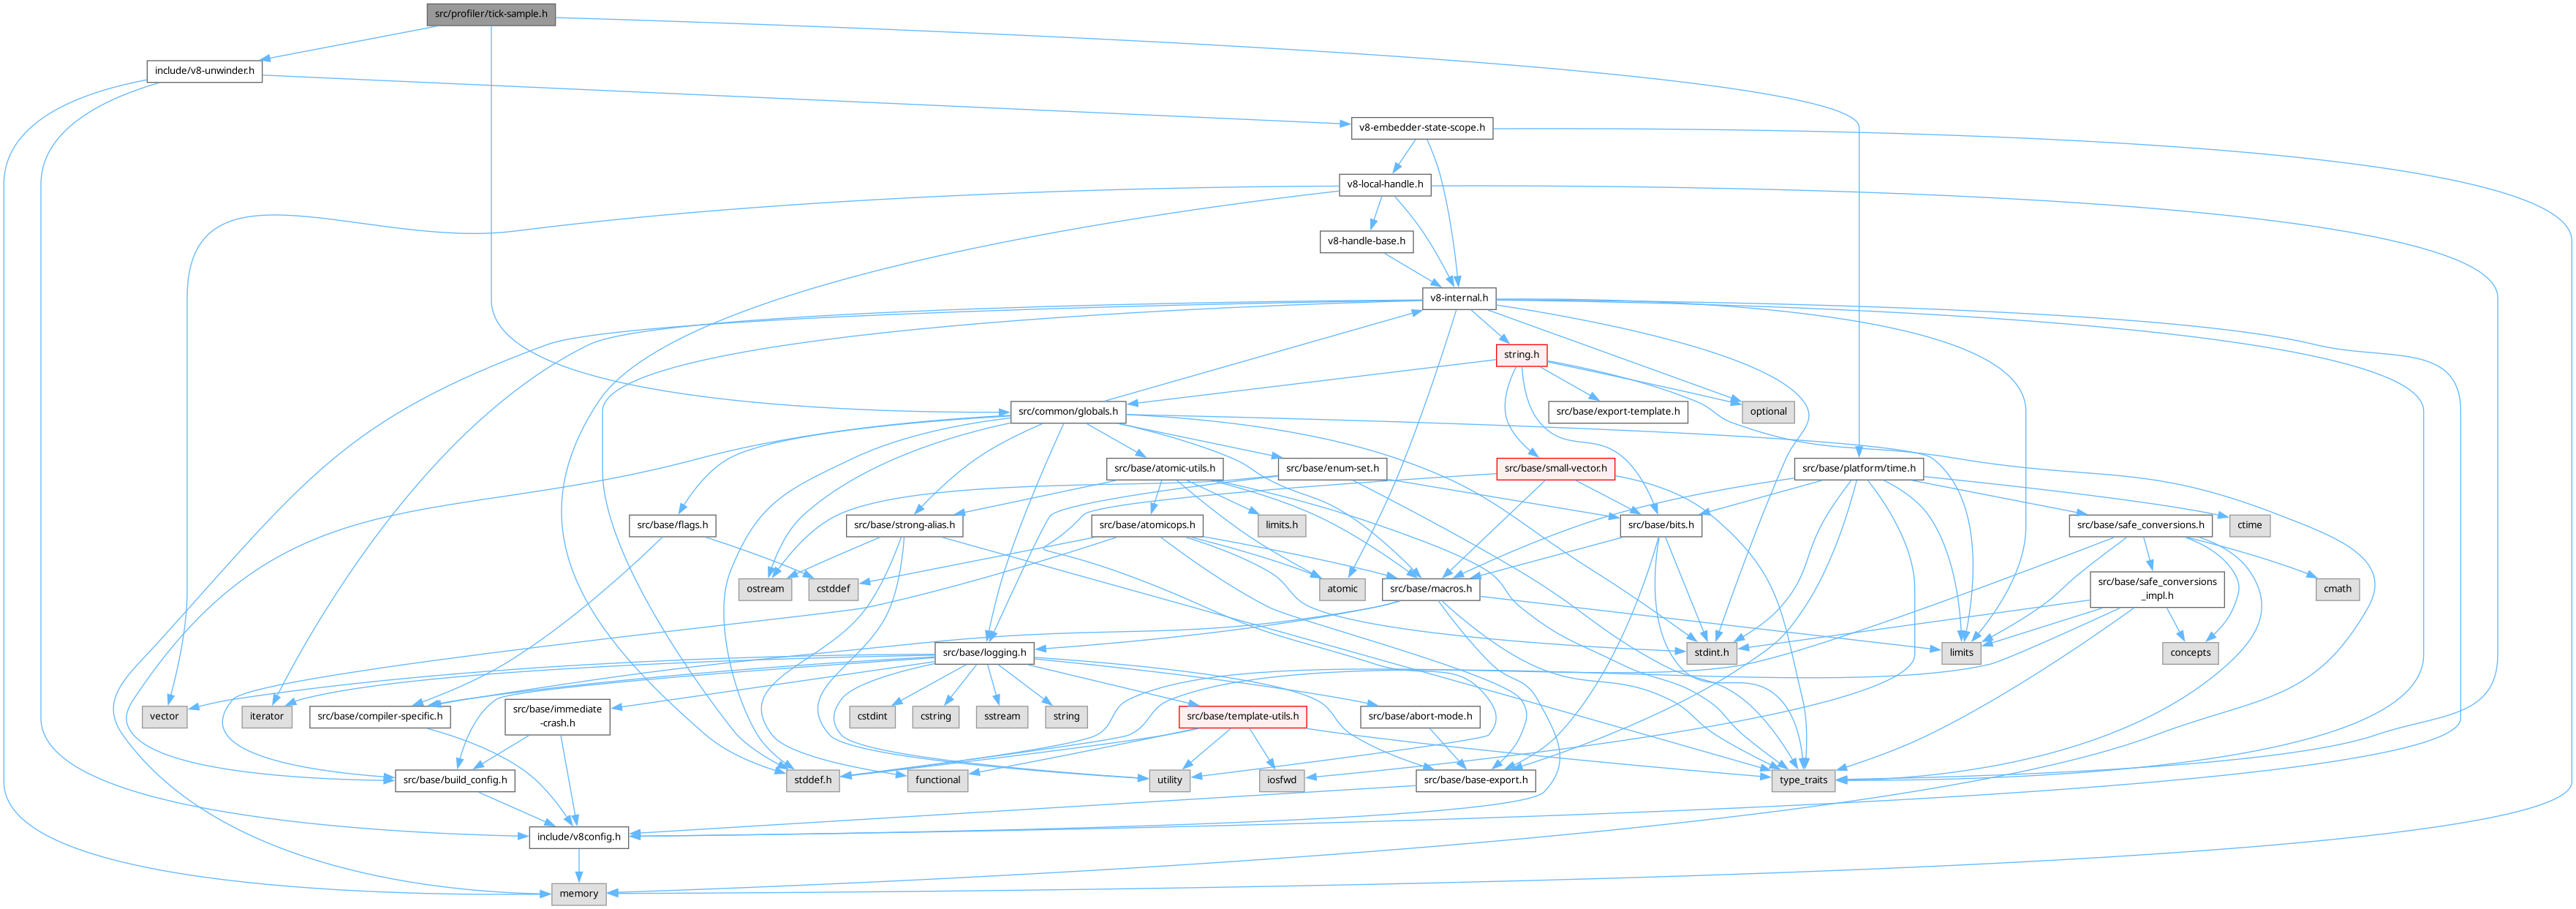 src/profiler/tick-sample.h
include/v8-unwinder.h
v8-embedder-state-scope.h
v8-local-handle.h
v8-handle-base.h
v8-internal.h
string.h
src/common/globals.h
src/base/export-template.h
optional
src/base/atomic-utils.h
src/base/enum-set.h
src/base/small-vector.h
src/base/platform/time.h
src/base/flags.h
src/base/strong-alias.h
src/base/atomicops.h
limits.h
src/base/bits.h
src/base/safe_conversions.h
ctime
ostream
cstddef
atomic
src/base/macros.h
src/base/safe_conversions
_impl.h
cmath
src/base/logging.h
stdint.h
limits
concepts
vector
iterator
src/base/compiler-specific.h
src/base/immediate
-crash.h
cstdint
cstring
sstream
string
src/base/template-utils.h
src/base/abort-mode.h
src/base/build_config.h
stddef.h
functional
utility
iosfwd
src/base/base-export.h
type_traits
include/v8config.h
memory